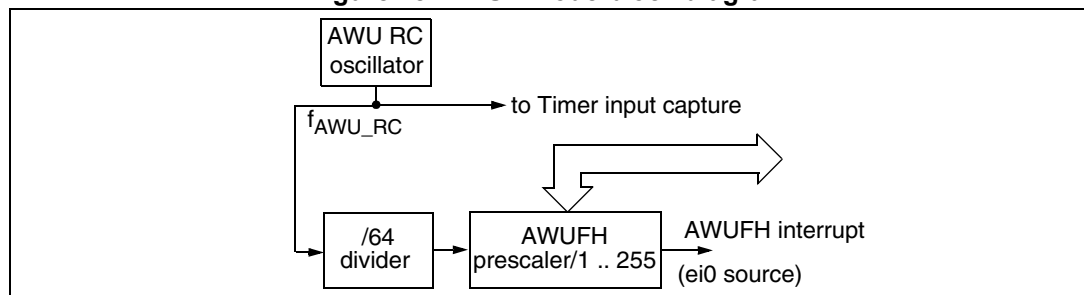 AWU RC
oscillator
to Timer input capture
fAWU_RC
/64
divider
AWUFH
prescaler/1 .. 255
AWUFH interrupt
(ei0 source)